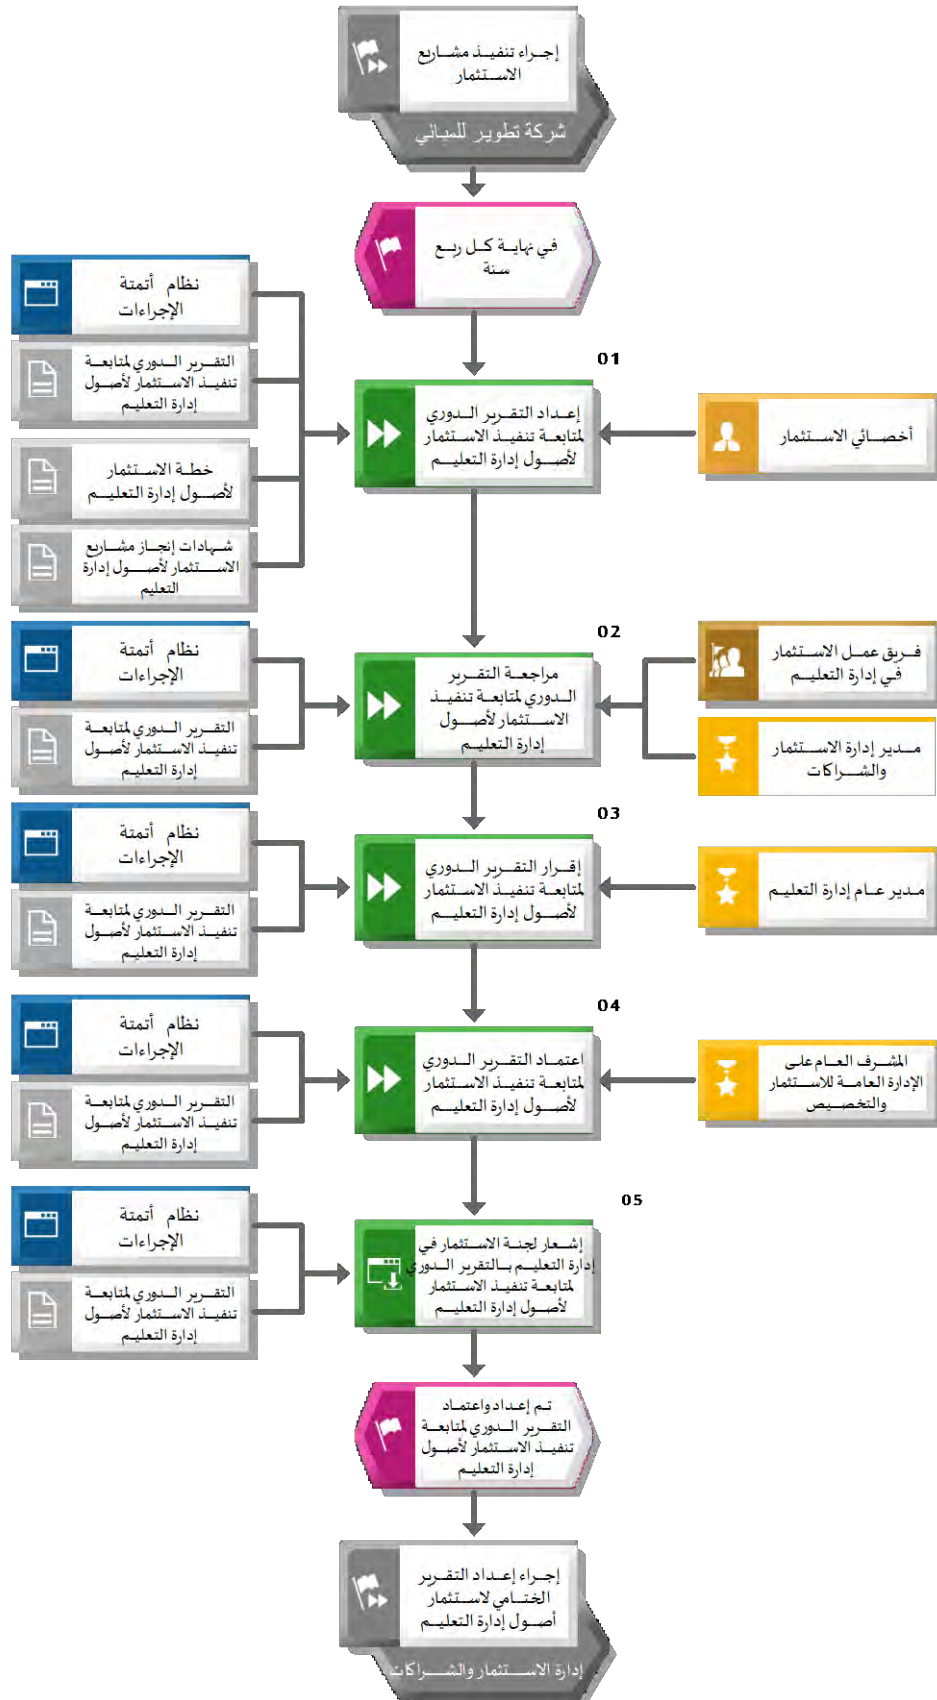 إجراء تنفيذ مشاريع
الاستثمار
شركة تطوير للمباني
في نهاية كل ربع
سنة
01
إعداد التقرير الدوري
لمتابعة تنفيذ الاستثمار
لأصول إدارة التعليم
أخصائي الاستثمار
نظام أتمتة
الإجراءات
التقرير الدوري لمتابعة
تنفيذ الاستثمار لأصول
إدارة التعليم
خطة الاستثمار
لأصول إدارة التعليم
شهادات إنجاز مشاريع
الاستثمار لأصول إدارة
التعليم
02
مراجعة التقرير
الدوري لمتابعة تنفيذ
الاستثمار لأصول
إدارة التعليم
فريق عمل الاستثمار
في إدارة التعليم
مدير إدارة الاستثمار
والشراكات
نظام أتمتة
الإجراءات
التقرير الدوري لمتابعة
تنفيذ الاستثمار لأصول
إدارة التعليم
03
إقرار التقرير الدوري
لمتابعة تنفيذ الاستثمار
لأصول إدارة التعليم
مدير عام إدارة التعليم
نظام أتمتة
الإجراءات
التقرير الدوري لمتابعة
تنفيذ الاستثمار لأصول
إدارة التعليم
04
اعتماد التقرير الدوري
لمتابعة تنفيذ الاستثمار
لأصول إدارة التعليم
المشرف العام على
الإدارة العامة للاستثمار
والتخصيص
نظام أتمتة
الإجراءات
التقرير الدوري لمتابعة
تنفيذ الاستثمار لأصول
إدارة التعليم
05
إشعار لجنة الاستثمار في
إدارة التعليم بالتقرير الدوري
لمتابعة تنفيذ الاستثمار
لأصول إدارة التعليم
نظام أتمتة
الإجراءات
التقرير الدوري لمتابعة
تنفيذ الاستثمار لأصول
إدارة التعليم
تم إعداد واعتماد
التقرير الدوري لمتابعة
تنفيذ الاستثمار لأصول
إدارة التعليم
إجراء إعداد التقرير
الختامي لاستثمار
أصول إدارة التعليم
إدارة الاستثمار والشراكات